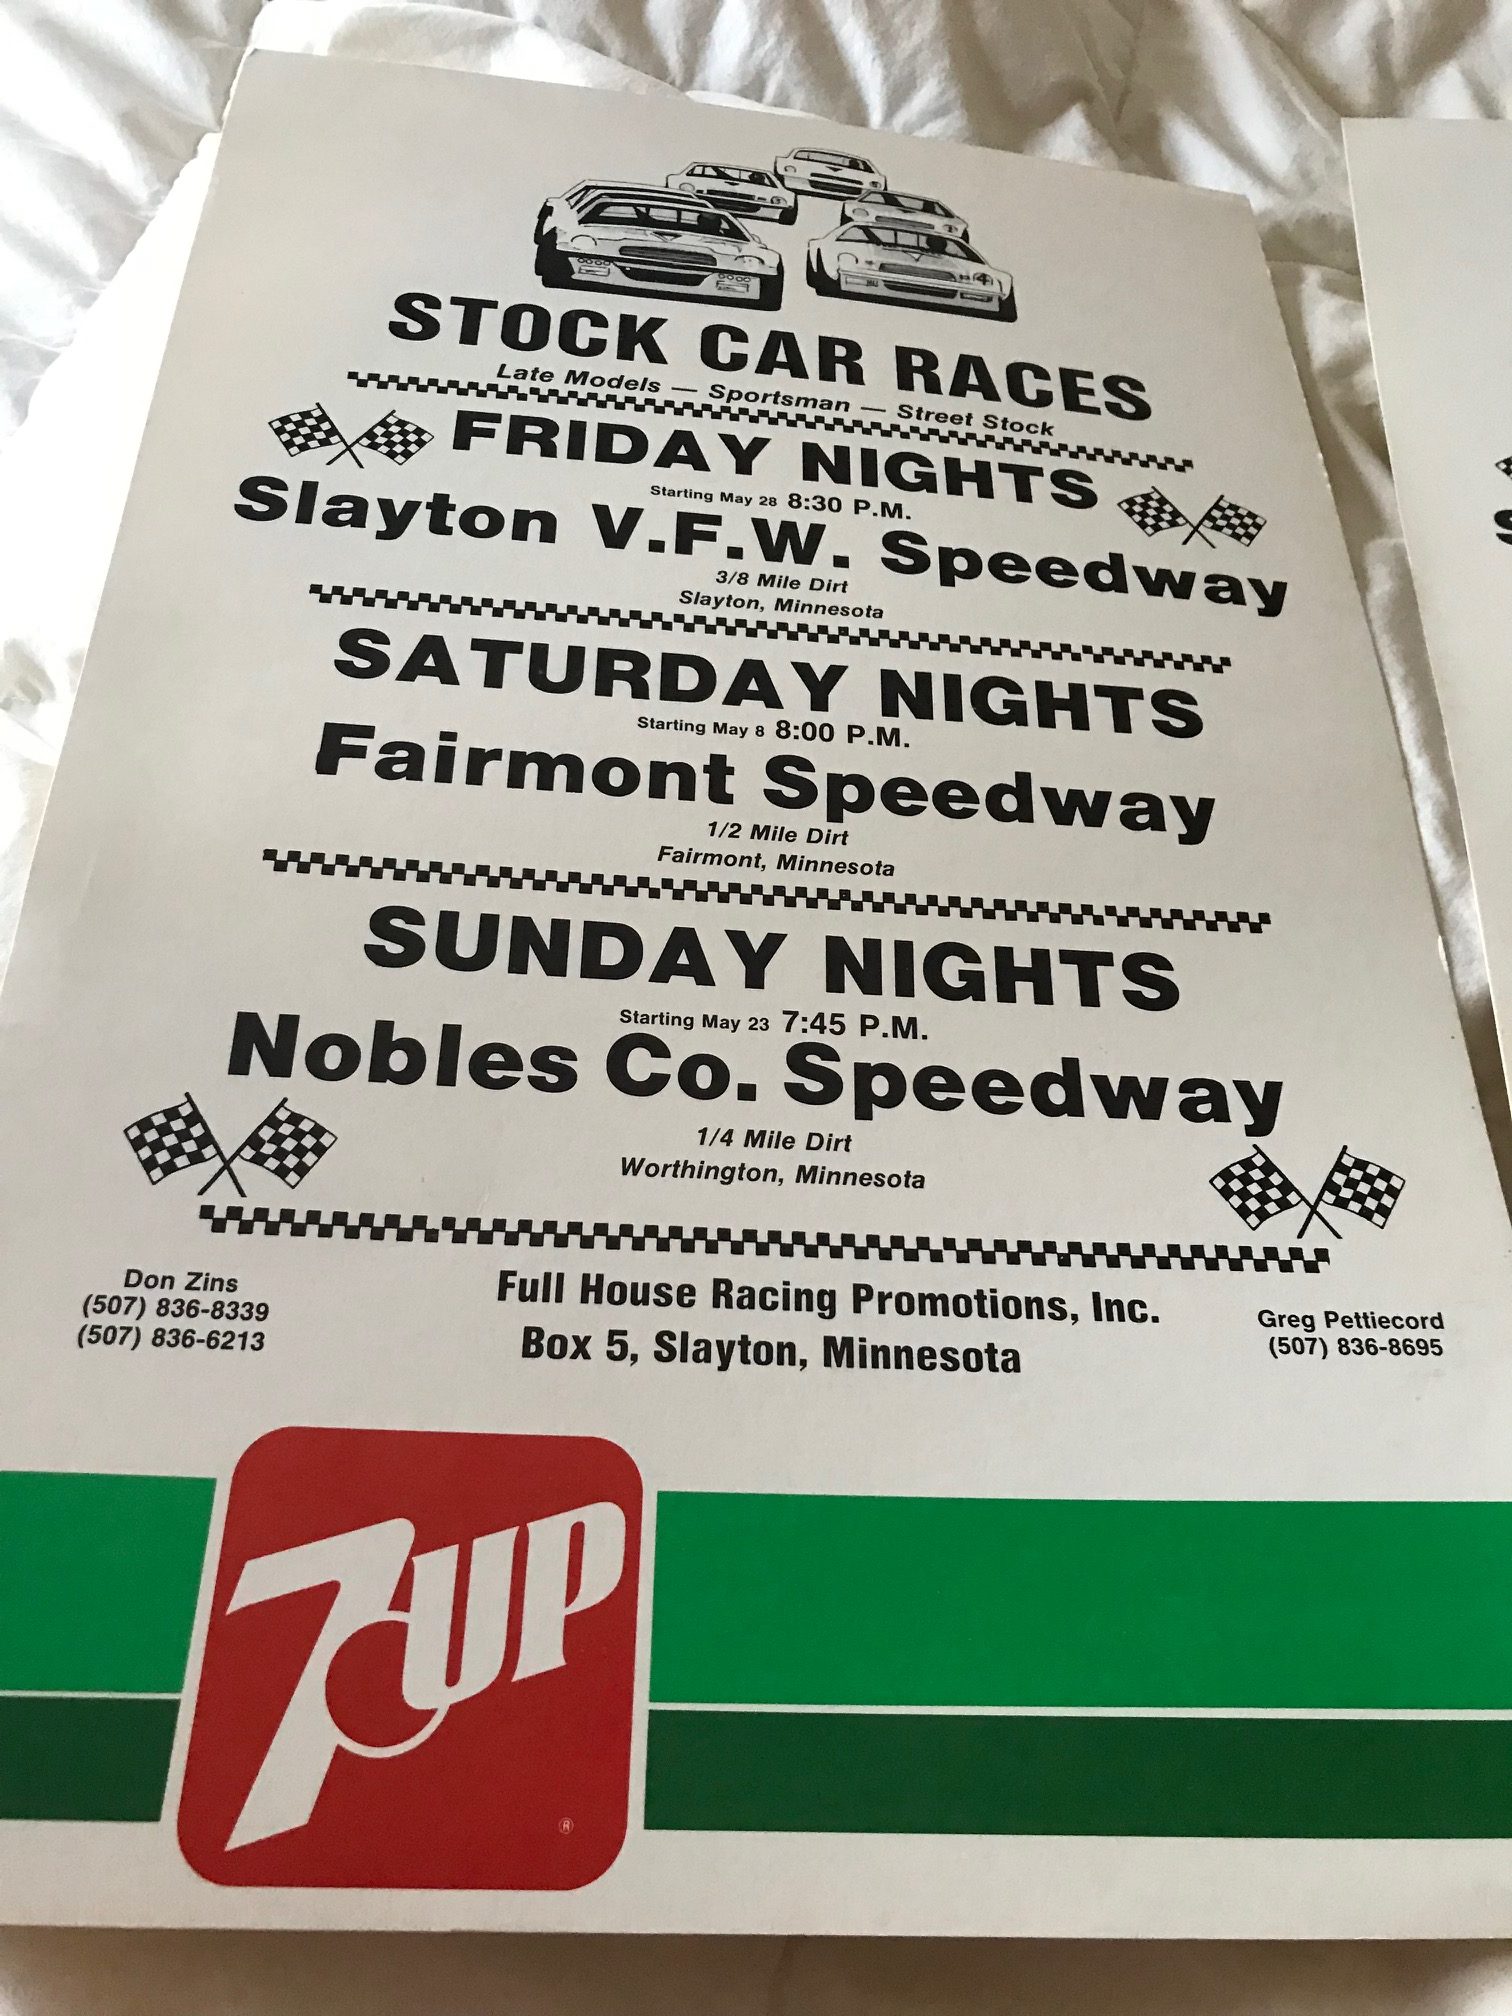 STOCK CAR RACES
Late Models — Sportsman — Street Stock
FRIDAY NIGHTS
Starting May 28 8:30 P.M.
Slayton V.F.W. Speedway
3/8 Mile Dirt
Slayton, Minnesota
SATURDAY NIGHTS
Starting May 8 8:00 P.M.
Fairmont Speedway
1/2 Mile Dirt
Fairmont, Minnesota
SUNDAY NIGHTS
Starting May 23 7:45 P.M.
Nobles Co. Speedway
1/4 Mile Dirt
Worthington, Minnesota
Don Zins
(507) 836-8339
(507) 836-6213
Full House Racing Promotions, Inc.
Box 5, Slayton, Minnesota
Greg Pettiecord
(507) 836-8695
7UP
®